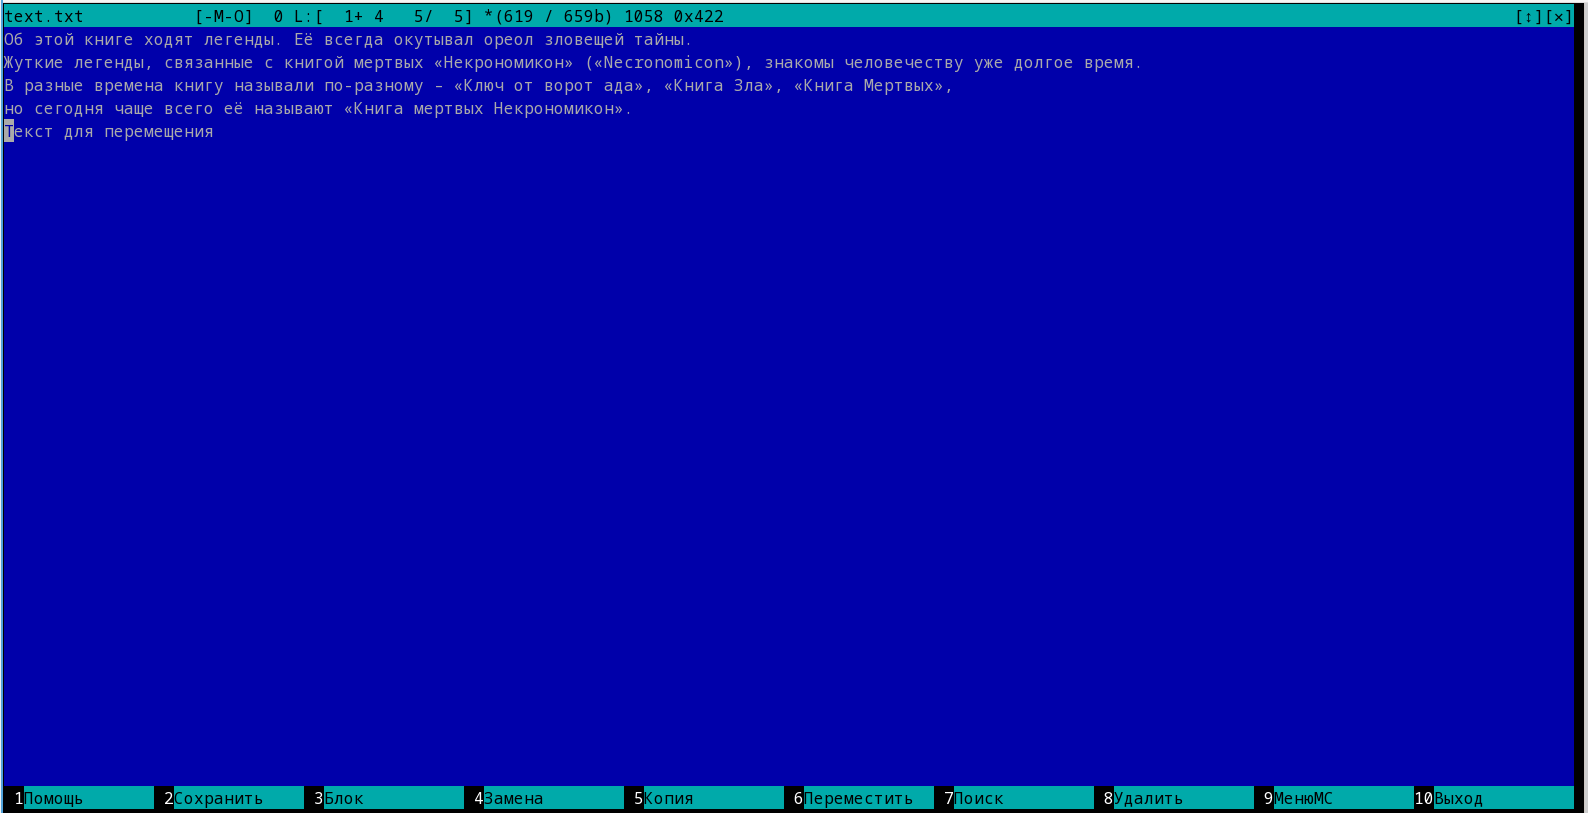 text.txt [-M-O] 0 L:[ 1+ 4 5/ 5] *(619 / 659b) 1058 0x422 [↕][×]
Об этой книге ходят легенды. Её всегда окутывал ореол зловещей тайны.
Жуткие легенды, связанные с книгой мертвых «Некрономикон» («Necronomicon»), знакомы человечеству уже долгое время.
В разные времена книгу называли по-разному – «Ключ от ворот ада», «Книга Зла», «Книга Мертвых»,
но сегодня чаще всего её называют «Книга мертвых Некрономикон».
Текст для перемещения
1Помощь 2Сохранить 3Блок 4Замена 5Копия 6Переместить 7Поиск 8Удалить 9МенюMC 10Выход